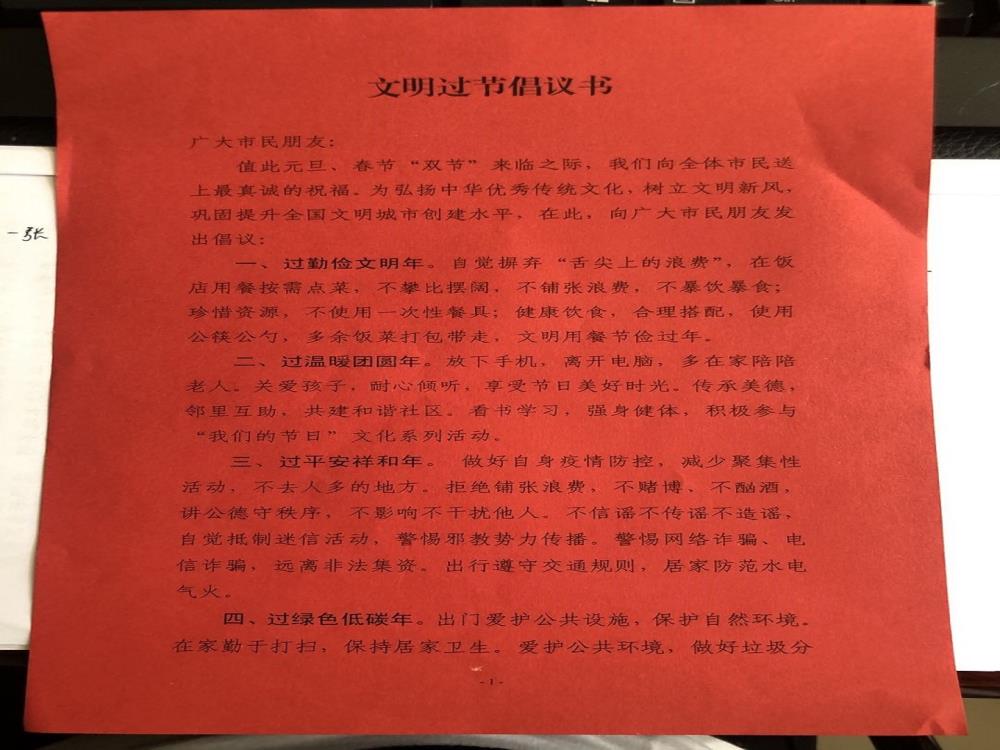 文明过节倡议书
广大市民朋友：
值此元旦、春节“双节”来临之际，我们向全体市民送
上最真诚的祝福。为弘扬中华优秀传统文化，树立文明新风，
巩固提升全国文明城市创建水平，在此，向广大市民朋友发
出倡议：
一、过勤俭文明年。自觉摒弃“舌尖上的浪费”，在饭
店用餐按需点菜，不攀比摆阔，不铺张浪费，不暴饮暴食；
珍惜资源，不使用一次性餐具；健康饮食，合理搭配，使用
公筷公勺，多余饭菜打包带走，文明用餐节俭过年。
二、过温暖团圆年。放下手机，离开电脑，多在家陪陪
老人。关爱孩子，耐心倾听，享受节日美好时光。传承美德，
邻里互助，共建和谐社区。看书学习，强身健体，积极参与
“我们的节日”文化系列活动。
三、过平安祥和年。做好自身疫情防控，减少聚集性
活动，不去人多的地方。拒绝铺张浪费，不赌博、不酗酒，
讲公德守秩序，不影响不干扰他人。不信谣不传谣不造谣，
自觉抵制迷信活动，警惕邪教势力传播。警惕网络诈骗、电
信诈骗，远离非法集资。出行遵守交通规则，居家防范水电
气火。
四、过绿色低碳年。出门爱护公共设施，保护自然环境。
在家勤于打扫，保持居家卫生。爱护公共环境，做好垃圾分
- 1 -
一张